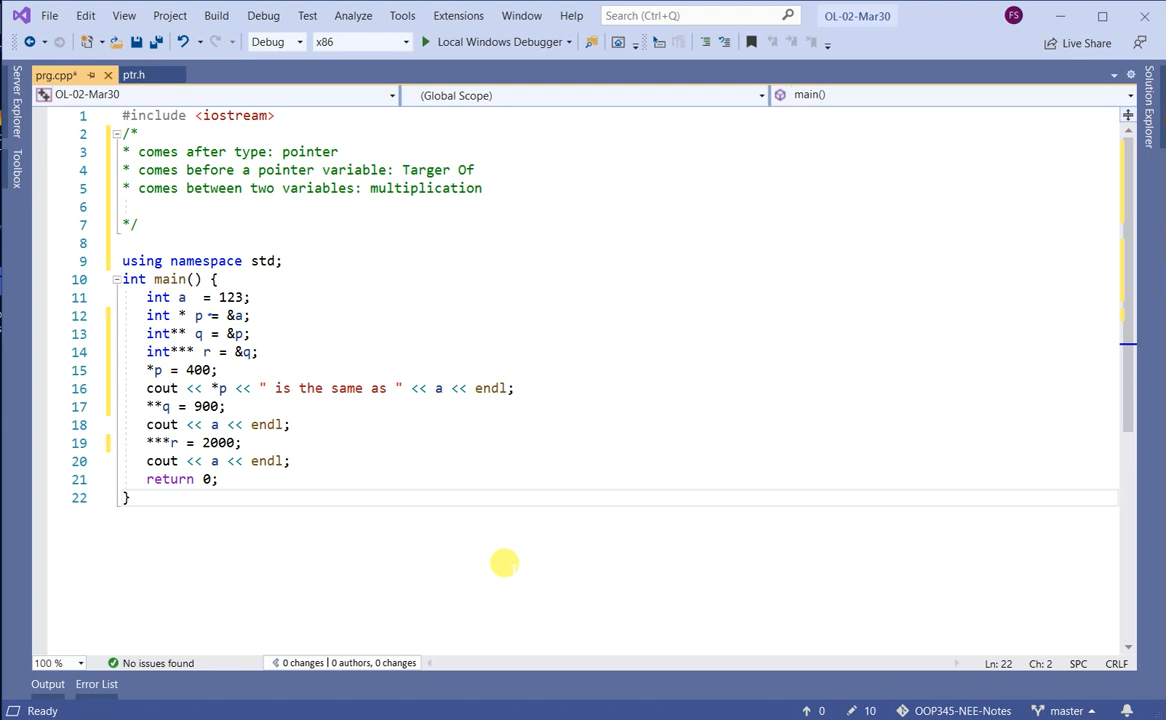 File Edit View Project Build Debug Test Analyze Tools Extensions Window Help Search (Ctrl+Q) OL-02-Mar30 FS
Debug x86 Local Windows Debugger Live Share
prg.cpp* ptr.h
OL-02-Mar30 (Global Scope) main()
Server Explorer
Toolbox
Solution Explorer
1 #include <iostream>
2 /*
3 * comes after type: pointer
4 * comes before a pointer variable: Targer Of
5 * comes between two variables: multiplication
6
7 */
8
9 using namespace std;
10 int main() {
11 int a  = 123;
12 int * p = &a;
13 int** q = &p;
14 int*** r = &q;
15 *p = 400;
16 cout << *p << " is the same as " << a << endl;
17 **q = 900;
18 cout << a << endl;
19 ***r = 2000;
20 cout << a << endl;
21 return 0;
22 }
100 % No issues found 0 changes | 0 authors, 0 changes Ln: 22 Ch: 2 SPC CRLF
Output Error List
Ready 0 10 OOP345-NEE-Notes master